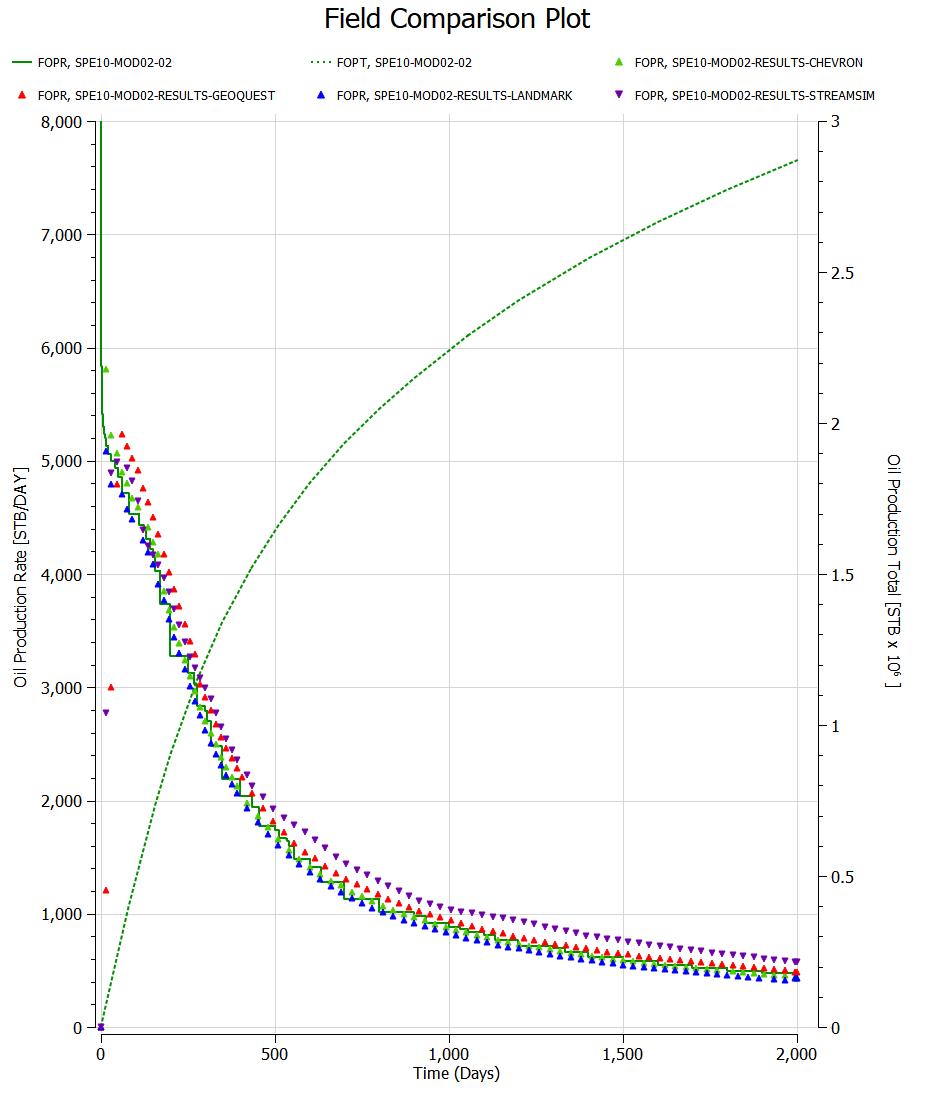 Field Comparison Plot
FOPR, SPE10-MOD02-02
FOPT, SPE10-MOD02-02
FOPR, SPE10-MOD02-RESULTS-CHEVRON
FOPR, SPE10-MOD02-RESULTS-GEOQUEST
FOPR, SPE10-MOD02-RESULTS-LANDMARK
FOPR, SPE10-MOD02-RESULTS-STREAMSIM
8,000
7,000
6,000
5,000
4,000
3,000
2,000
1,000
0
Oil Production Rate [STB/DAY]
3
2.5
2
1.5
1
0.5
0
Oil Production Total [STB x 10⁶ ]
0
500
1,000
1,500
2,000
Time (Days)